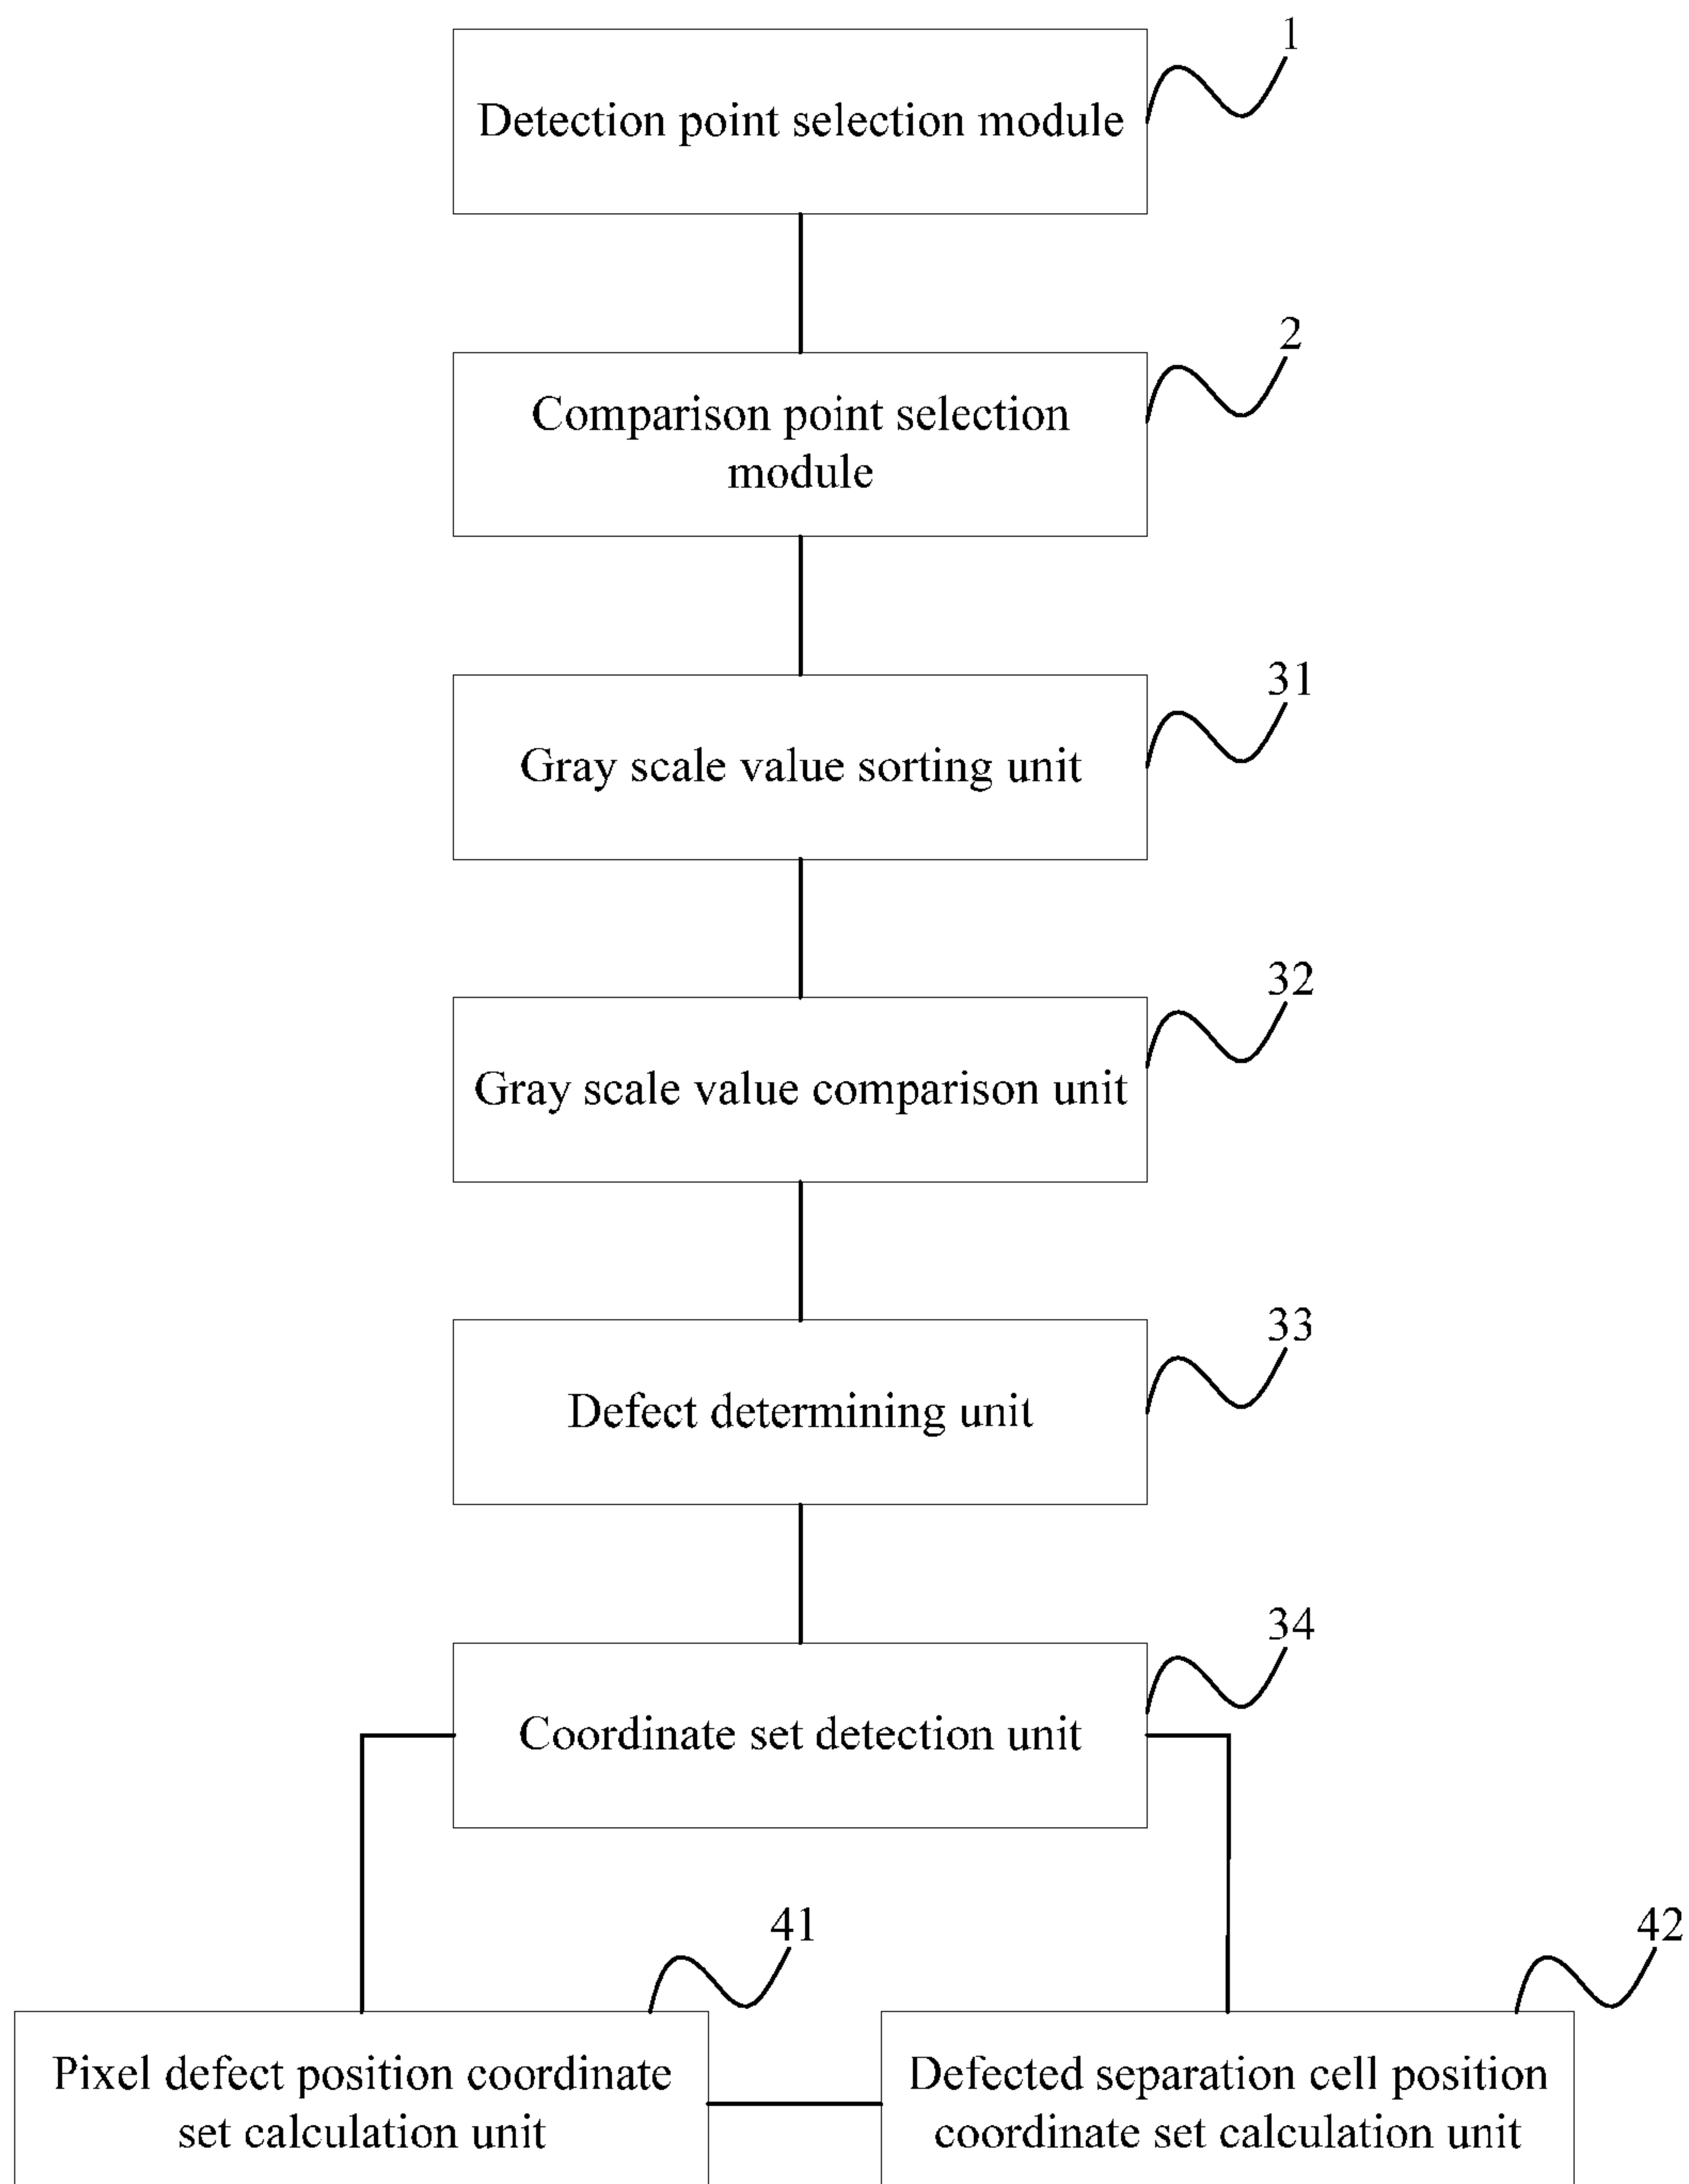 1
Detection point selection module
2
Comparison point selection
module
31
Gray scale value sorting unit
32
Gray scale value comparison unit
33
Defect determining unit
34
Coordinate set detection unit
41
42
Pixel defect position coordinate
set calculation unit
Defected separation cell position
coordinate set calculation unit